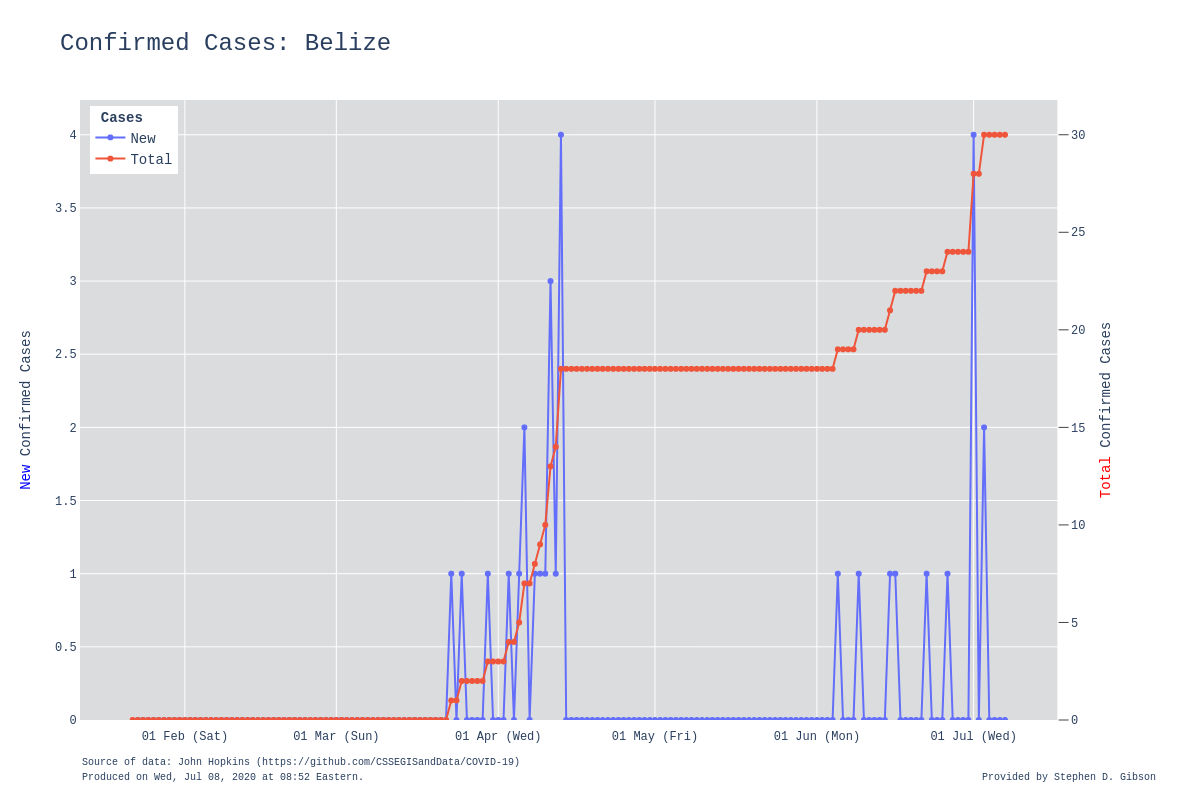 Confirmed Cases: Belize
Cases
New
Total
4
3.5
3
2.5
2
1.5
1
0.5
0
30
25
20
15
10
5
0
New Confirmed Cases
Total Confirmed Cases
01 Feb (Sat)
01 Mar (Sun)
01 Apr (Wed)
01 May (Fri)
01 Jun (Mon)
01 Jul (Wed)
Source of data: John Hopkins (https://github.com/CSSEGISandData/COVID-19)
Produced on Wed, Jul 08, 2020 at 08:52 Eastern.
Provided by Stephen D. Gibson